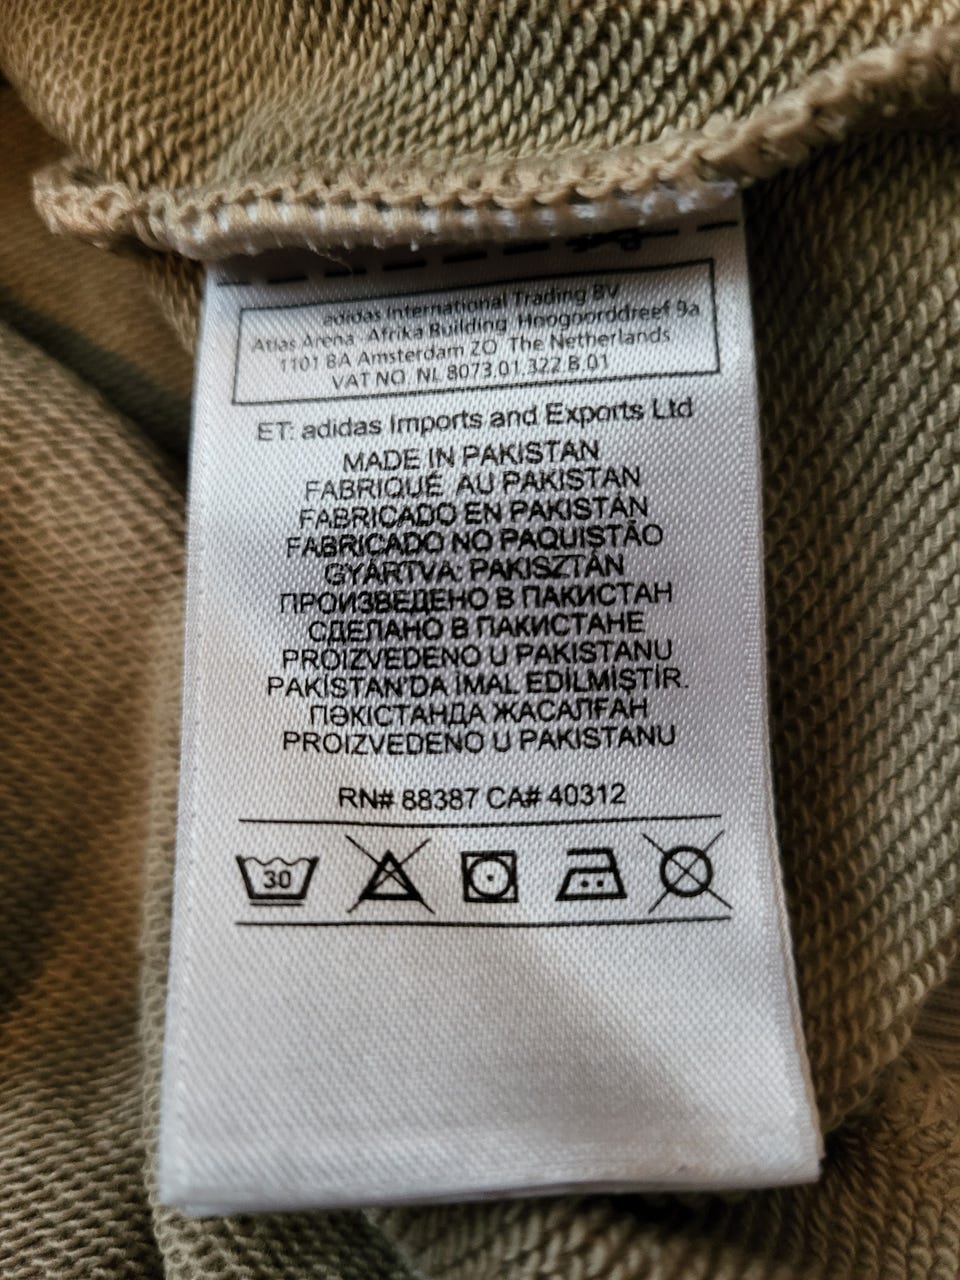 adidas International Trading BV
Atlas Arena Afrika Building Hoogoorddreef 9a
1101 BA Amsterdam ZO The Netherlands
VAT NO. NL 8073.01.322.B.01
ET: adidas Imports and Exports Ltd
MADE IN PAKISTAN
FABRIQUÉ AU PAKISTAN
FABRICADO EN PAKISTÁN
FABRICADO NO PAQUISTÃO
GYÁRTVA: PAKISZTÁN
ПРОИЗВЕДЕНО В ПАКИСТАН
СДЕЛАНО В ПАКИСТАНЕ
PROIZVEDENO U PAKISTANU
PAKİSTAN'DA İMAL EDİLMİŞTİR.
ПӘКІСТАНДА ЖАСАЛҒАН
PROIZVEDENO U PAKISTANU
RN# 88387 CA# 40312
30